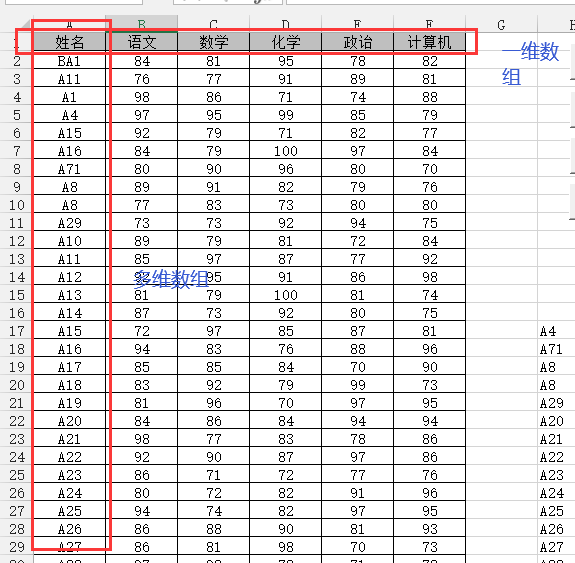 A B C D E F G H
1 姓名 语文 数学 化学 政治 计算机
一维数
组
2 BA1 84 81 95 78 82
3 A11 76 77 91 89 81
4 A1 98 86 71 74 88
5 A4 97 95 99 85 79
6 A15 92 79 71 82 77
7 A16 84 79 100 97 84
8 A71 80 90 96 80 70
9 A8 89 91 82 79 76
10 A8 77 83 73 80 80
11 A29 73 73 92 94 75
12 A10 89 79 81 72 84
13 A11 85 97 87 77 92
14 A12 95 91 86 98
多维数组
15 A13 81 79 100 81 74
16 A14 87 73 92 80 75
17 A15 72 97 85 87 81 A4
18 A16 94 83 76 88 96 A71
19 A17 85 85 84 70 90 A8
20 A18 83 92 79 99 73 A8
21 A19 81 96 70 97 95 A29
22 A20 84 86 84 94 94 A20
23 A21 98 77 83 78 86 A21
24 A22 92 90 87 97 86 A22
25 A23 86 71 72 77 76 A23
26 A24 80 72 82 91 96 A24
27 A25 94 74 82 97 95 A25
28 A26 86 88 90 81 93 A26
29 A27 86 81 98 70 73 A27